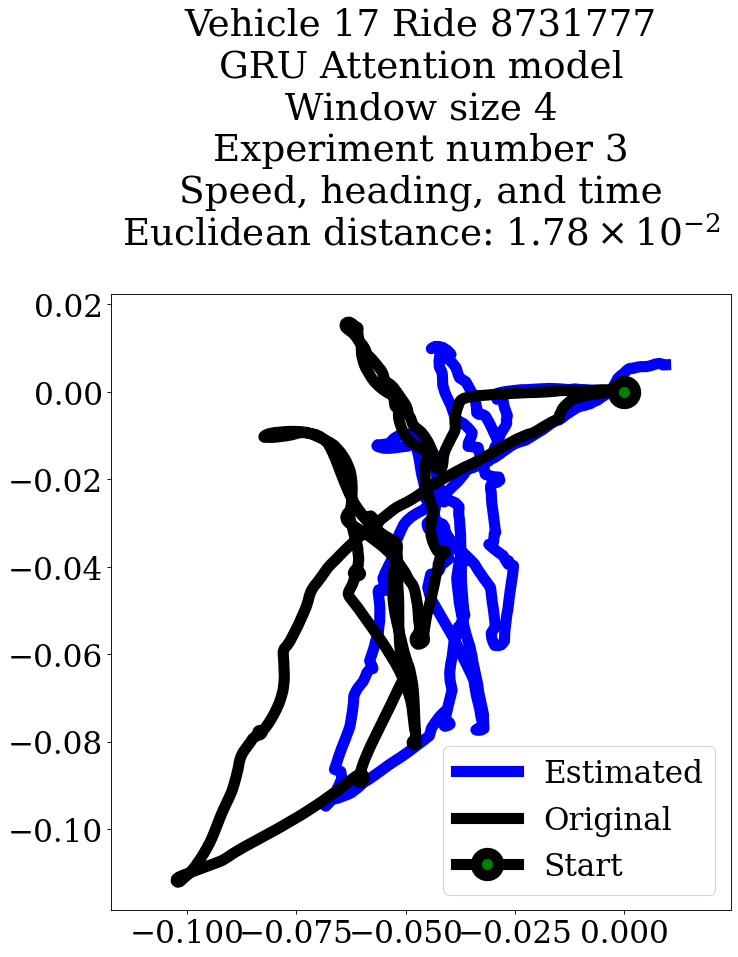 Vehicle 17 Ride 8731777
GRU Attention model
Window size 4
Experiment number 3
Speed, heading, and time
Euclidean distance: 1.78 × 10⁻²
0.02
0.00
−0.02
−0.04
−0.06
−0.08
−0.10
Estimated
Original
Start
−0.100 −0.075 −0.050 −0.025 0.000